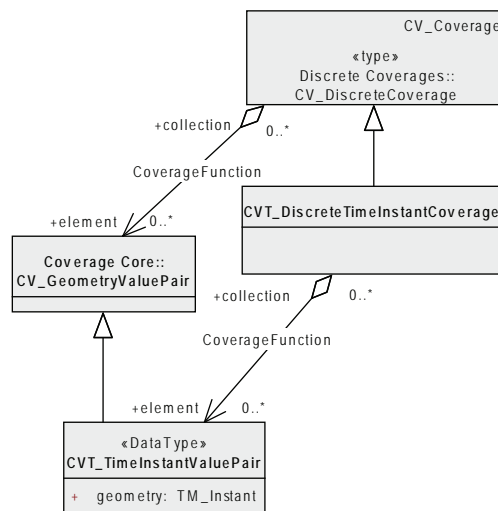 CV_Coverage
«type»
Discrete Coverages::
CV_DiscreteCoverage
+collection
0..*
CoverageFunction
+element
0..*
CVT_DiscreteTimeInstantCoverage
Coverage Core::
CV_GeometryValuePair
+collection
0..*
CoverageFunction
+element
0..*
«DataType»
CVT_TimeInstantValuePair
+ geometry: TM_Instant